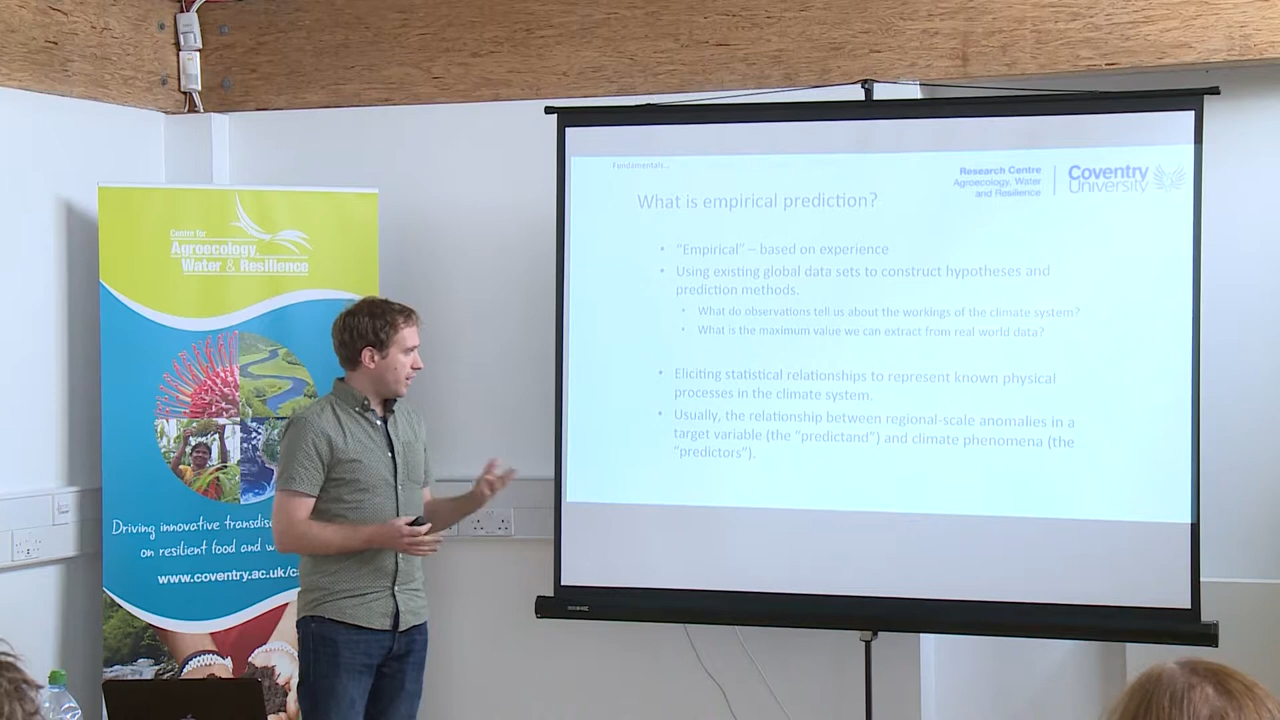 Fundamentals...
Research Centre
Agroecology, Water
and Resilience
Coventry
University
What is empirical prediction?
• "Empirical" – based on experience
• Using existing global data sets to construct hypotheses and
prediction methods.
• What do observations tell us about the workings of the climate system?
• What is the maximum value we can extract from real world data?
• Eliciting statistical relationships to represent known physical
processes in the climate system.
• Usually, the relationship between regional-scale anomalies in a
target variable (the "predictand") and climate phenomena (the
"predictors").
Centre for
Agroecology,
Water & Resilience
Driving innovative
on resilient food and
www.coventry.ac.uk/c